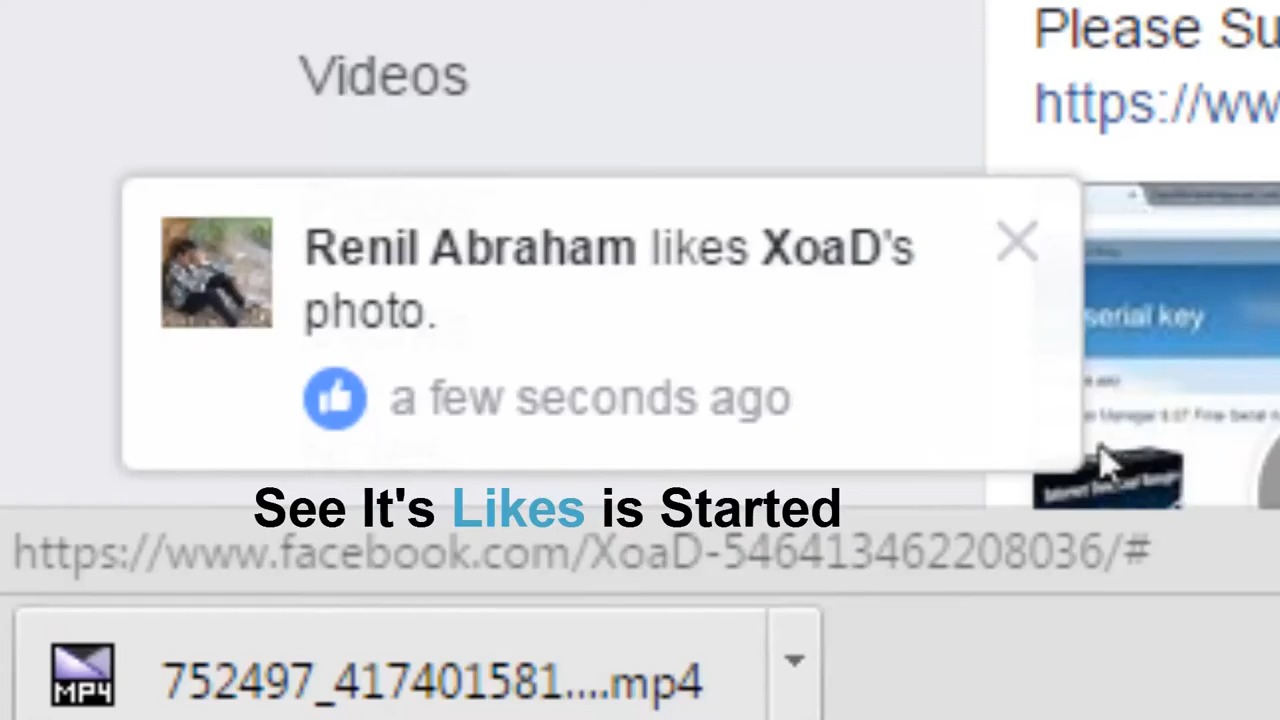 Videos
Please Su
https://ww
Renil Abraham likes XoaD's
photo.
a few seconds ago
serial key
See It's Likes is Started
https://www.facebook.com/XoaD-546413462208036/#
MP4
752497_417401581....mp4